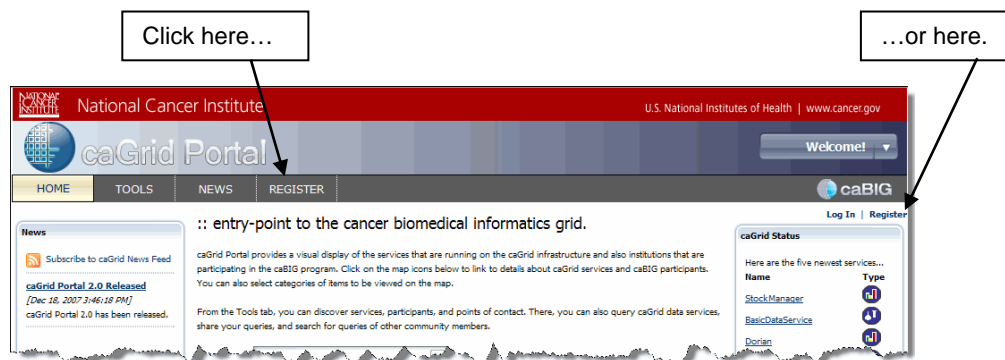 Click here…
…or here.
NATIONAL CANCER INSTITUTE
National Cancer Institute
U.S. National Institutes of Health | www.cancer.gov
caGrid Portal
Welcome!
HOME TOOLS NEWS REGISTER
caBIG
Log In | Register
News
Subscribe to caGrid News Feed
caGrid Portal 2.0 Released
[Dec 18, 2007 3:46:18 PM]
caGrid Portal 2.0 has been released.
:: entry-point to the cancer biomedical informatics grid.
caGrid Portal provides a visual display of the services that are running on the caGrid infrastructure and also institutions that are
participating in the caBIG program. Click on the map icons below to link to details about caGrid services and caBIG participants.
You can also select categories of items to be viewed on the map.
From the Tools tab, you can discover services, participants, and points of contact. There, you can also query caGrid data services,
share your queries, and search for queries of other community members.
caGrid Status
Here are the five newest services...
Name Type
StockManager
BasicDataService
Dorian